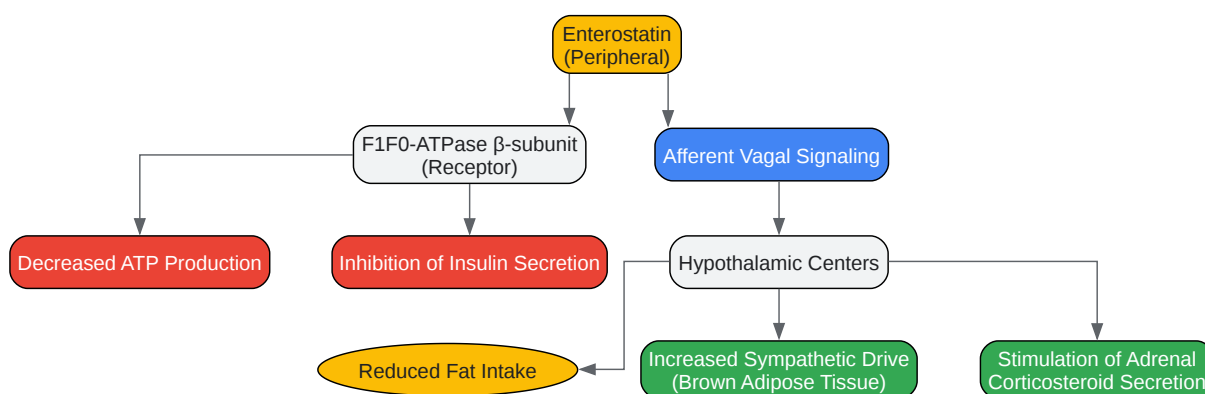 Enterostatin
(Peripheral)
F1F0-ATPase β-subunit
(Receptor)
Afferent Vagal Signaling
Decreased ATP Production
Inhibition of Insulin Secretion
Hypothalamic Centers
Reduced Fat Intake
Increased Sympathetic Drive
(Brown Adipose Tissue)
Stimulation of Adrenal
Corticosteroid Secretion